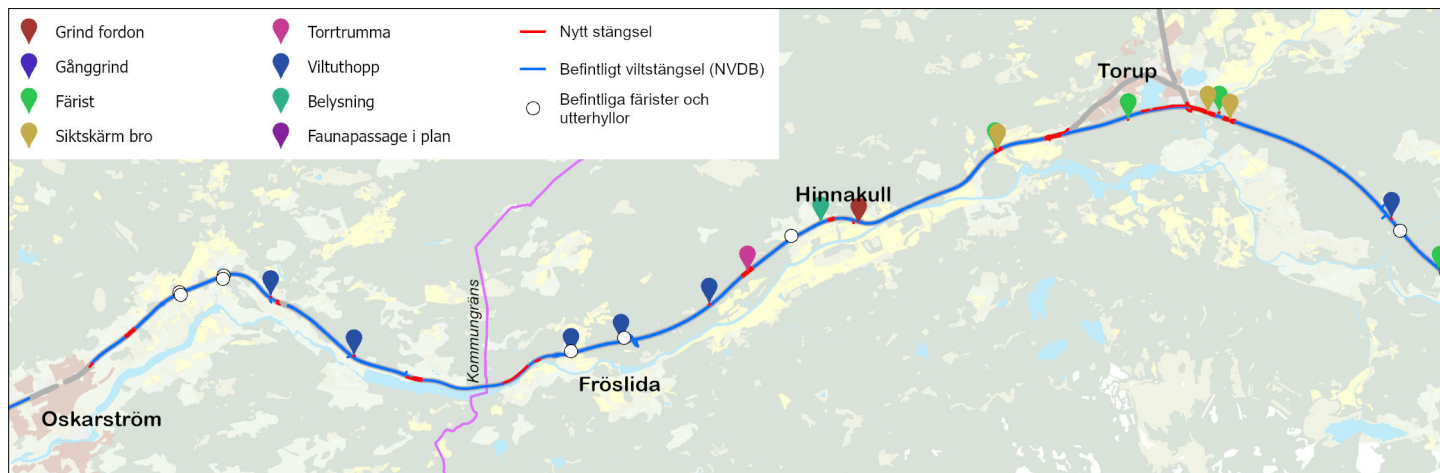 Grind fordon
Gånggrind
Färist
Siktskärm bro
Torrtrumma
Viltuthopp
Belysning
Faunapassage i plan
Nytt stängsel
Befintligt viltstängsel (NVDB)
Befintliga färister och
utterhyllor
Torup
Hinnakull
Kommungräns
Fröslida
Oskarström